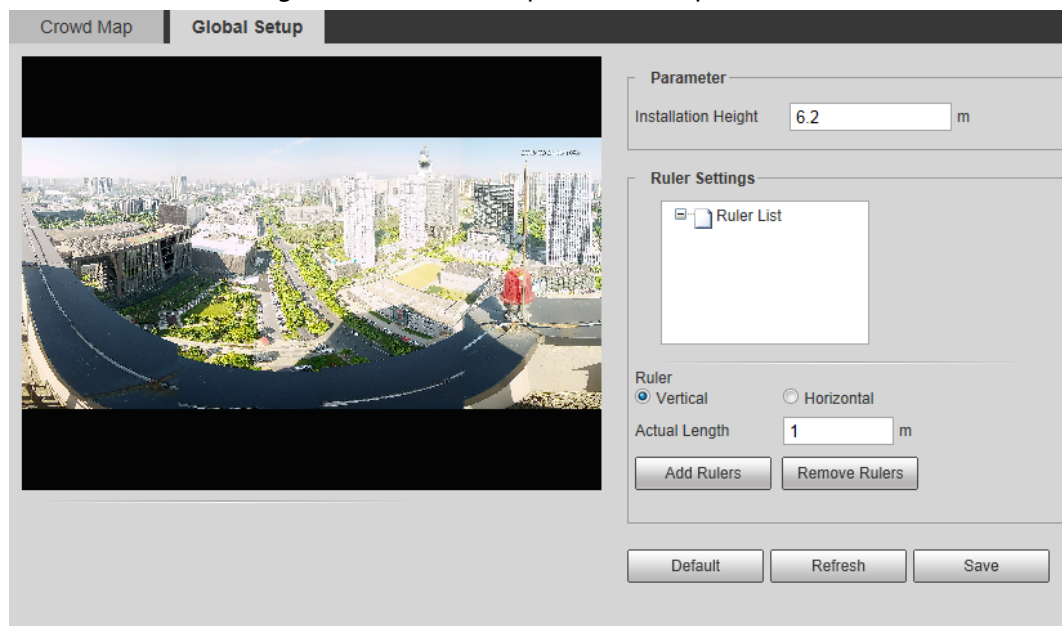 Crowd Map
Global Setup
Parameter
Installation Height 6.2 m
Ruler Settings
Ruler List
Ruler
Vertical Horizontal
Actual Length 1 m
Add Rulers Remove Rulers
Default Refresh Save